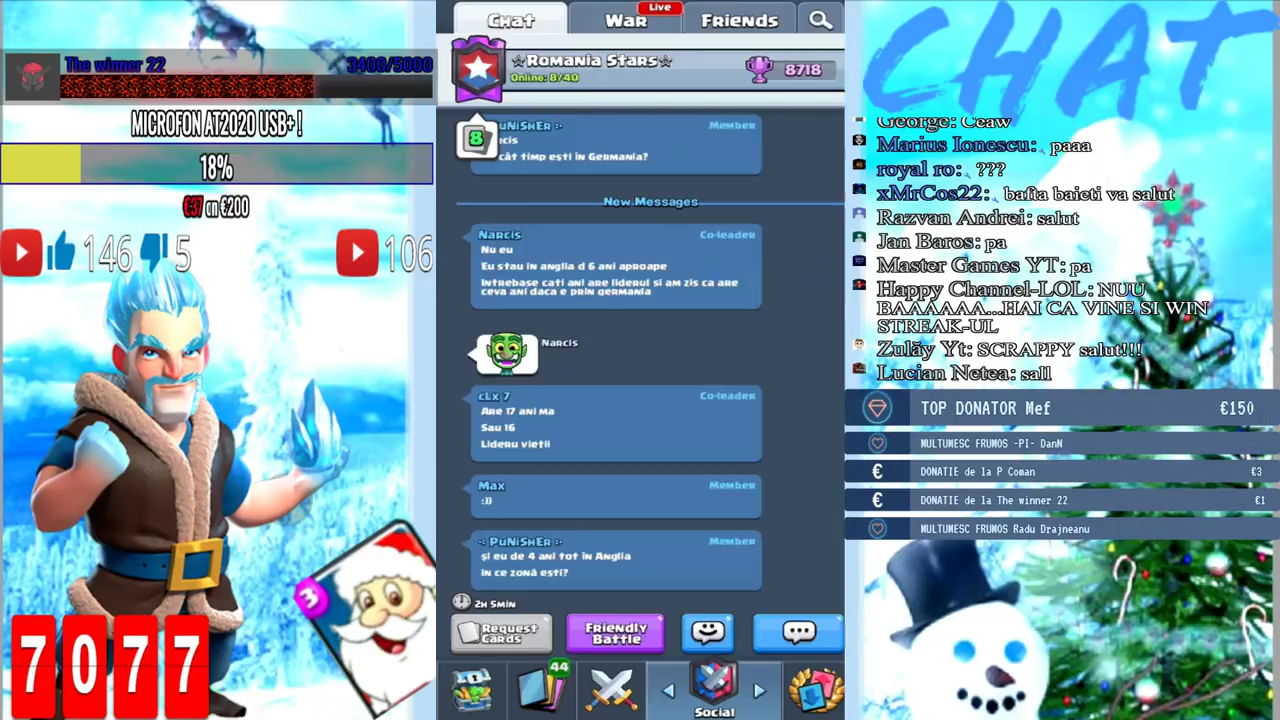 The winner 22 3400/5000
MICROFON AT2020 USB+!
18%
€37 din €200
146 5 106
3
7077
Chat War Live Friends
☆Romania Stars☆
Online: 8/40
8718
8
PuNiShEr :- Member
cât timp ești în Germania?
New Messages
Narcis Co-leader
Nu eu
Eu stau in anglia d 6 ani aproape
Intrebase cati ani are liderul si am zis ca are
ceva ani daca e prin germania
Narcis
cLx 7 Co-leader
Are 17 ani ma
Sau 16
Lideru vieții
Max Member
:))
-: PuNiShEr :- Member
și eu de 4 ani tot în Anglia
In ce zonă ești?
2h 5min
Request
Cards
Friendly
Battle
44
Social
CHAT
George: Ceaw
Marius Ionescu: paaa
royal ro: ???
xMrCos22: bafta baieti va salut
Razvan Andrei: salut
Jan Baros: pa
Master Games YT: pa
Happy Channel-LOL: NUU
BAAAAAA...HAI CA VINE SI WIN
STREAK-UL
Zulăy Yt: SCRAPPY salut!!!
Lucian Netea: sall
TOP DONATOR Mef €150
MULTUMESC FRUMOS -PI- DanN
€ DONATIE de la P Coman €3
€ DONATIE de la The winner 22 €1
MULTUMESC FRUMOS Radu Drajneanu